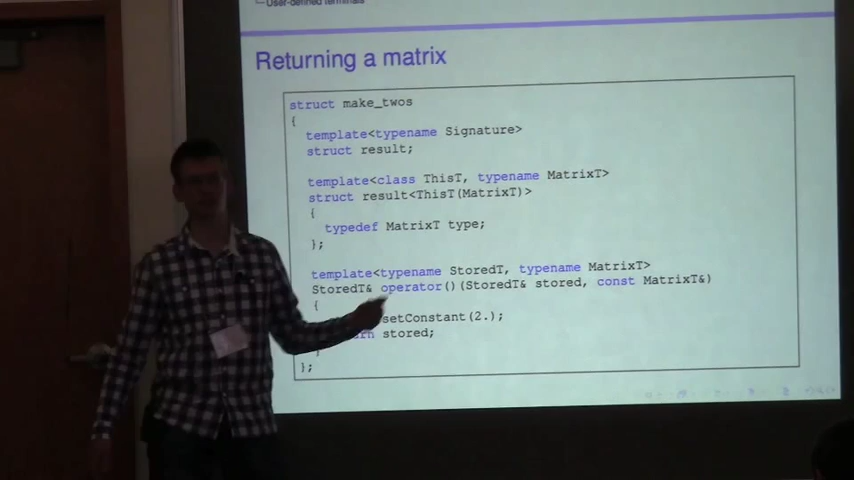 User-defined terminals
Returning a matrix
struct make_twos
{
template<typename Signature>
struct result;
template<class ThisT, typename MatrixT>
struct result<ThisT(MatrixT)>
{
typedef MatrixT type;
};
template<typename StoredT, typename MatrixT>
StoredT& operator()(StoredT& stored, const MatrixT&)
{
setConstant(2.);
stored;
}
};